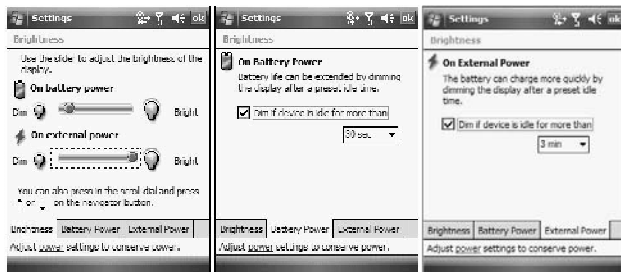 Settings ok
Brightness
Use the slider to adjust the brightness of the
display.
On battery power
Dim Bright
On external power
Dim Bright
You can also press in the scroll dial and press
or on the navigator button.
Brightness Battery Power External Power
Adjust power settings to conserve power.
Settings ok
Brightness
On Battery Power
Battery life can be extended by dimming
the display after a preset idle time.
Dim if device is idle for more than
30 sec
Brightness Battery Power External Power
Adjust power settings to conserve power.
Settings ok
Brightness
On External Power
The battery can charge more quickly by
dimming the display after a preset idle
time.
Dim if device is idle for more than
3 min
Brightness Battery Power External Power
Adjust power settings to conserve power.